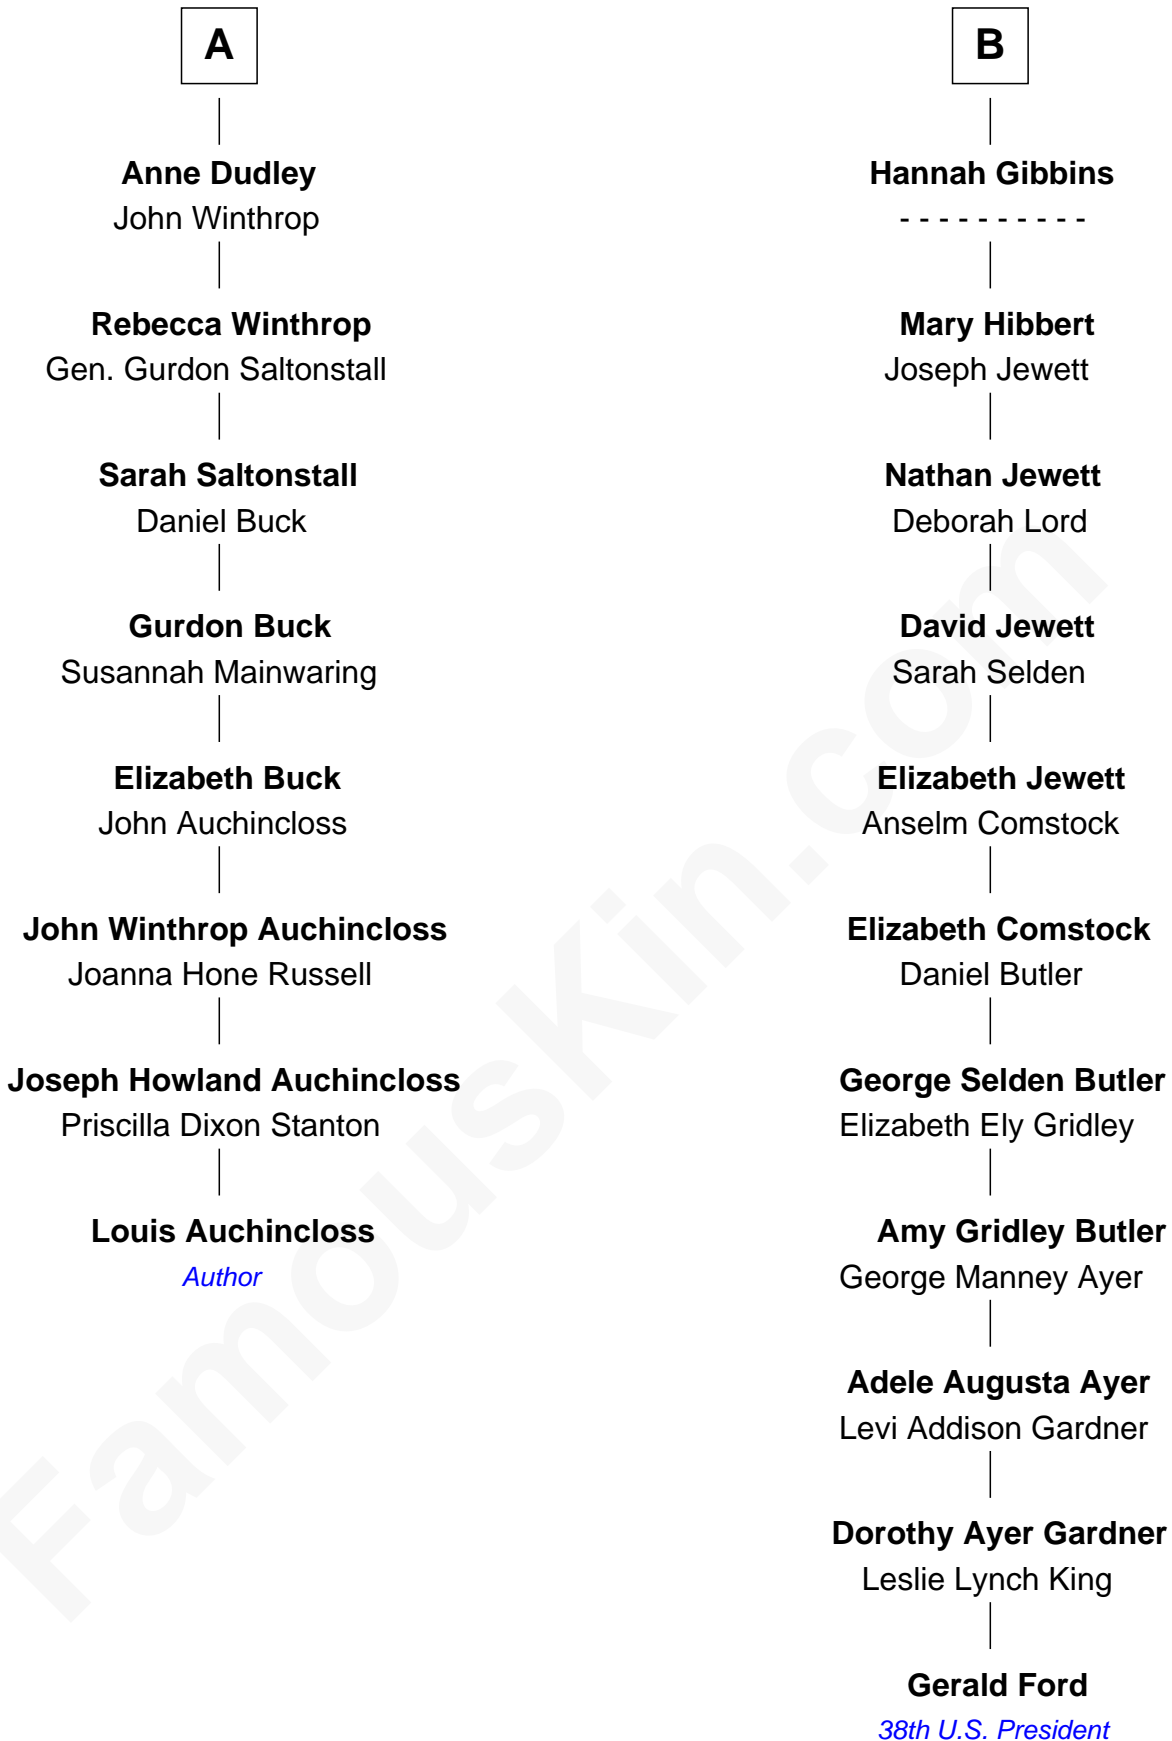 A
Anne Dudley
John Winthrop
Rebecca Winthrop
Gen. Gurdon Saltonstall
Sarah Saltonstall
Daniel Buck
Gurdon Buck
Susannah Mainwaring
Elizabeth Buck
John Auchincloss
John Winthrop Auchincloss
Joanna Hone Russell
Joseph Howland Auchincloss
Priscilla Dixon Stanton
Louis Auchincloss
Author
B
Hannah Gibbins
- - - - - - - - - -
Mary Hibbert
Joseph Jewett
Nathan Jewett
Deborah Lord
David Jewett
Sarah Selden
Elizabeth Jewett
Anselm Comstock
Elizabeth Comstock
Daniel Butler
George Selden Butler
Elizabeth Ely Gridley
Amy Gridley Butler
George Manney Ayer
Adele Augusta Ayer
Levi Addison Gardner
Dorothy Ayer Gardner
Leslie Lynch King
Gerald Ford
38th U.S. President
FamousKin.com